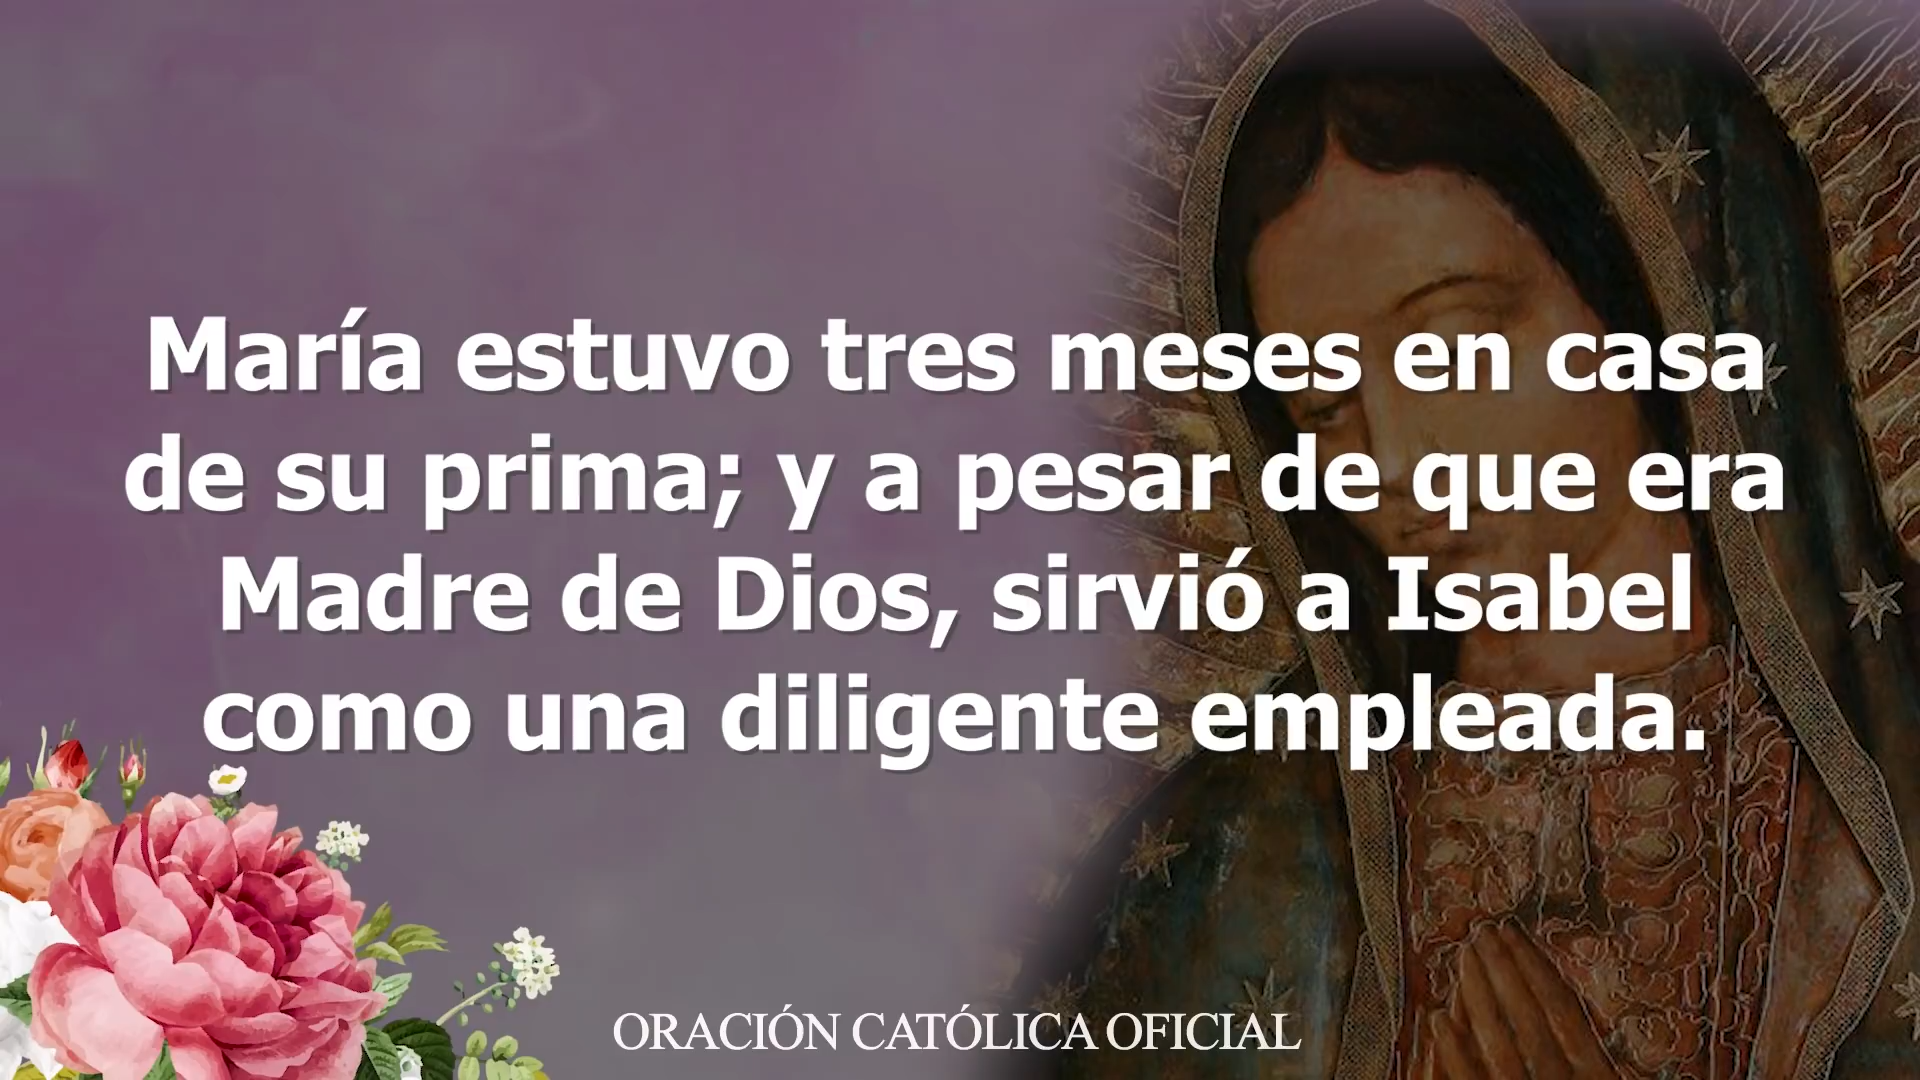 María estuvo tres meses en casa
de su prima; y a pesar de que era
Madre de Dios, sirvió a Isabel
como una diligente empleada.
ORACIÓN CATÓLICA OFICIAL